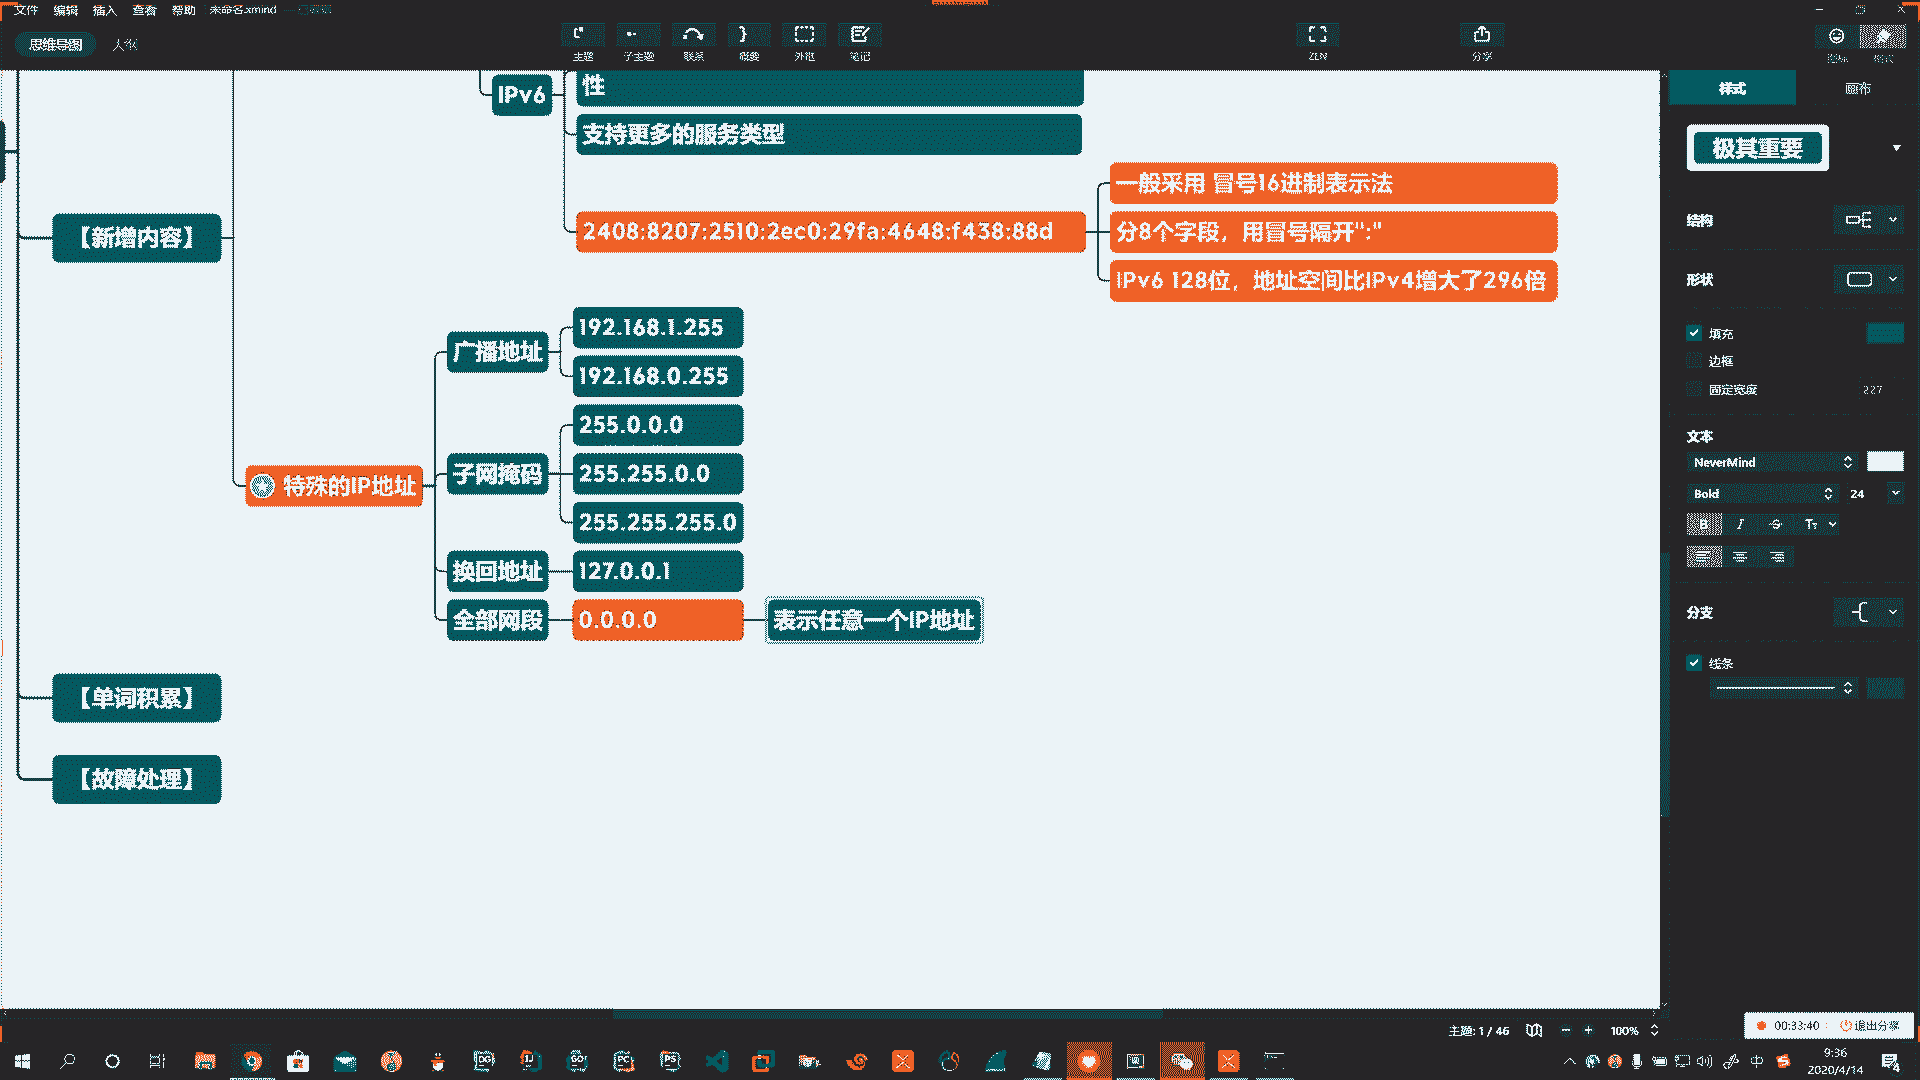 文件 编辑 插入 查看 帮助 未命名.xmind
思维导图 大纲
主题 子主题 联系 概要 外框 笔记 ZEN 分享 图标 格式
样式 画布
极其重要
结构
形状
填充
边框
固定宽度 227
文本
NeverMind
Bold 24
B I S Tт
分支
线条
IPv6
性
支持更多的服务类型
2408:8207:2510:2ec0:29fa:4648:f438:88d
一般采用 冒号16进制表示法
分8个字段，用冒号隔开":"
IPv6 128位，地址空间比IPv4增大了296倍
【新增内容】
特殊的IP地址
广播地址
192.168.1.255
192.168.0.255
子网掩码
255.0.0.0
255.255.0.0
255.255.255.0
换回地址
127.0.0.1
全部网段
0.0.0.0
表示任意一个IP地址
【单词积累】
【故障处理】
主题: 1 / 46 100%
00:33:40 退出分享
DG IJ GO PC PS 中
9:36
2020/4/14